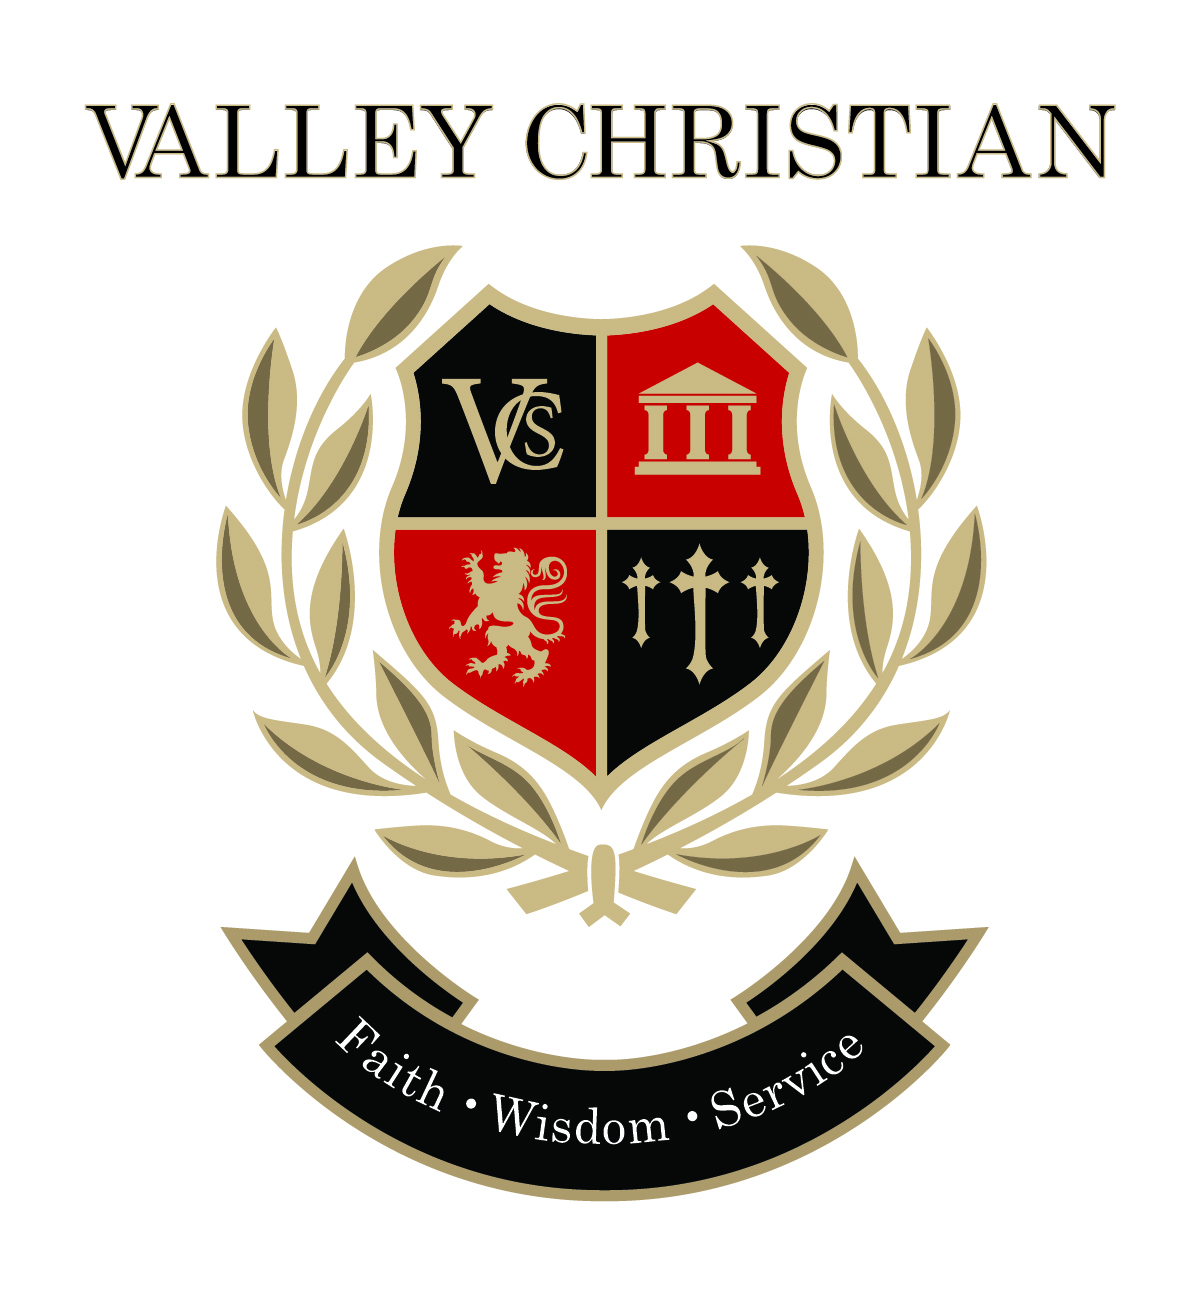 VALLEY CHRISTIAN
VCS
Faith • Wisdom • Service